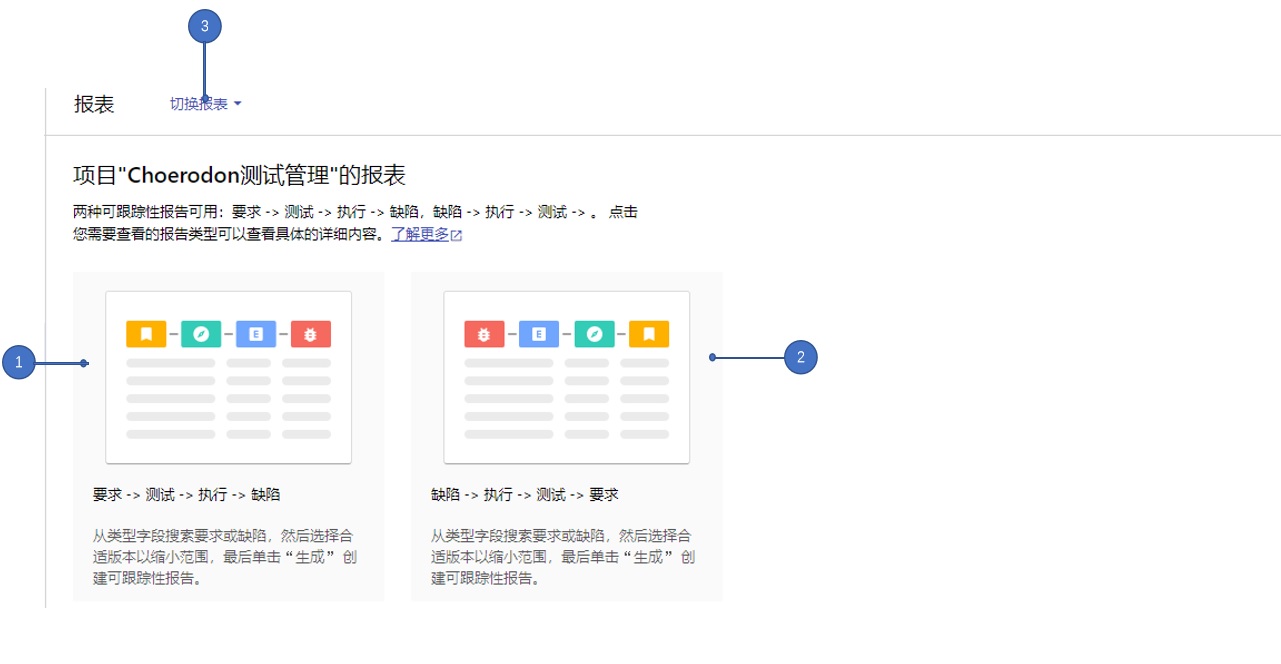 3
报表 切换报表
项目"Choerodon测试管理"的报表
两种可跟踪性报告可用：要求 -> 测试 -> 执行 -> 缺陷，缺陷 -> 执行 -> 测试 -> 。 点击
您需要查看的报告类型可以查看具体的详细内容。了解更多
1
E
要求 -> 测试 -> 执行 -> 缺陷
从类型字段搜索要求或缺陷，然后选择合
适版本以缩小范围，最后单击“生成” 创
建可跟踪性报告。
E
2
缺陷 -> 执行 -> 测试 -> 要求
从类型字段搜索要求或缺陷，然后选择合
适版本以缩小范围，最后单击“生成” 创
建可跟踪性报告。